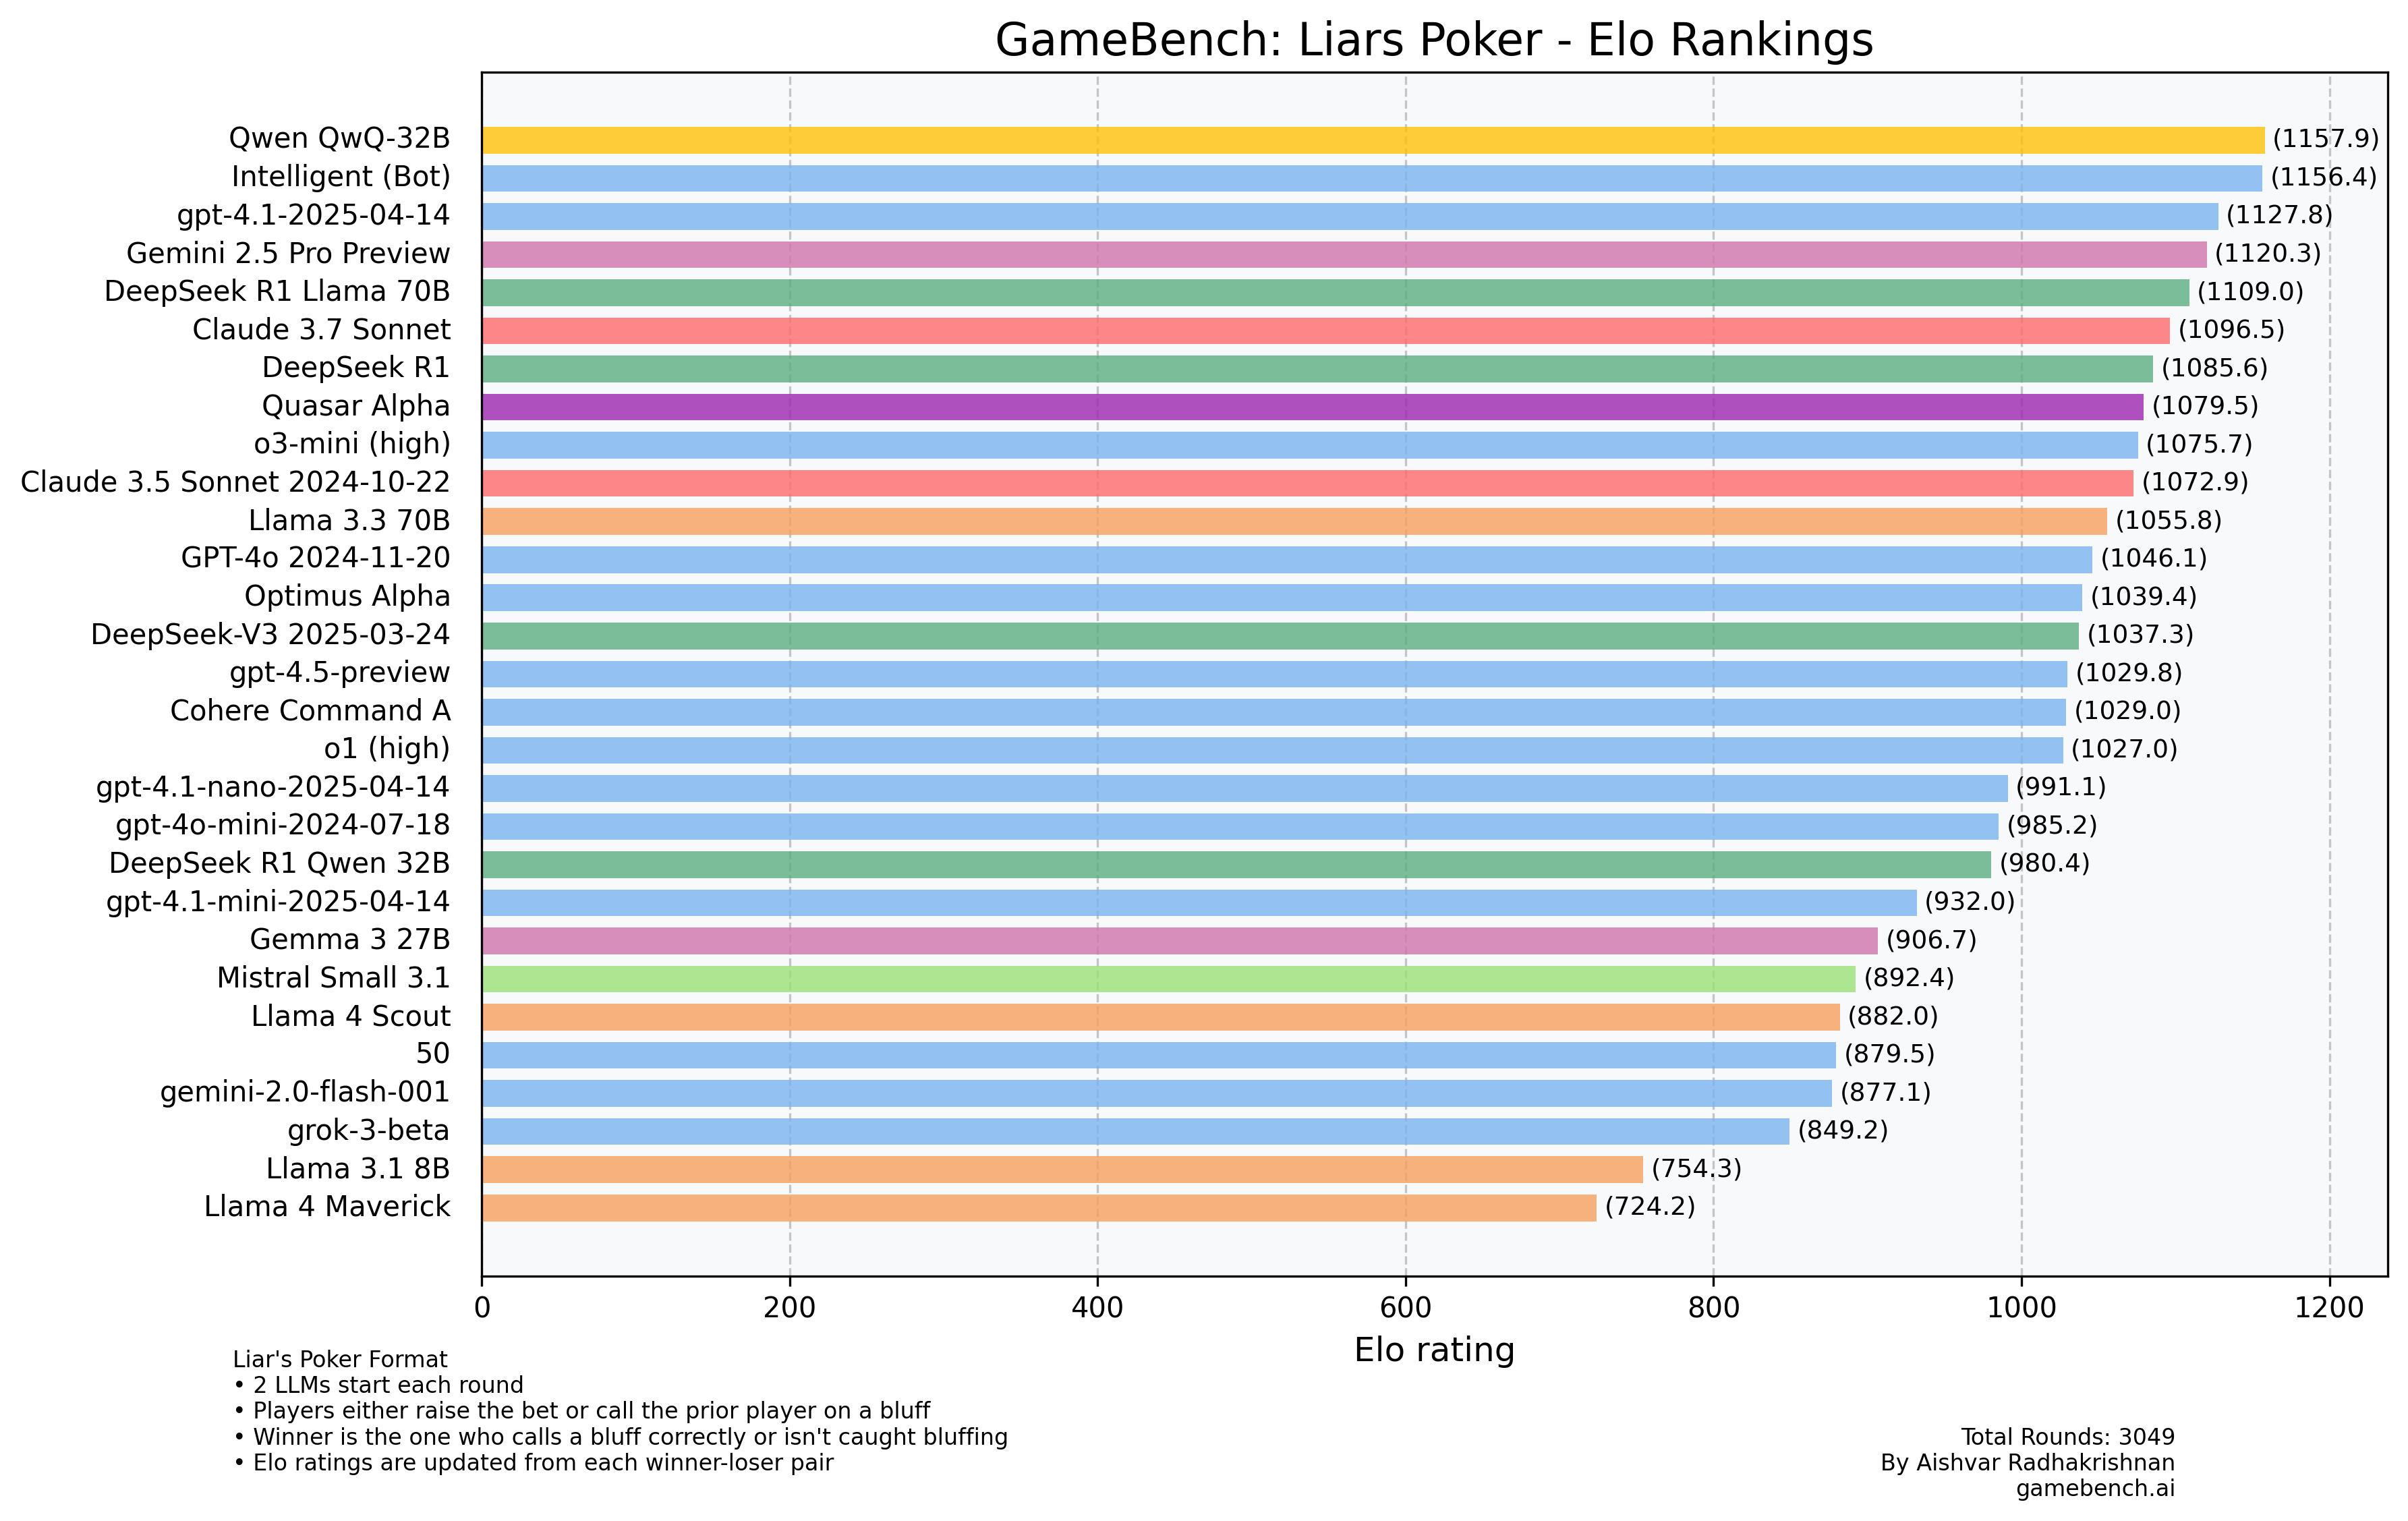 GameBench: Liars Poker - Elo Rankings
Qwen QwQ-32B (1157.9)
Intelligent (Bot) (1156.4)
gpt-4.1-2025-04-14 (1127.8)
Gemini 2.5 Pro Preview (1120.3)
DeepSeek R1 Llama 70B (1109.0)
Claude 3.7 Sonnet (1096.5)
DeepSeek R1 (1085.6)
Quasar Alpha (1079.5)
o3-mini (high) (1075.7)
Claude 3.5 Sonnet 2024-10-22 (1072.9)
Llama 3.3 70B (1055.8)
GPT-4o 2024-11-20 (1046.1)
Optimus Alpha (1039.4)
DeepSeek-V3 2025-03-24 (1037.3)
gpt-4.5-preview (1029.8)
Cohere Command A (1029.0)
o1 (high) (1027.0)
gpt-4.1-nano-2025-04-14 (991.1)
gpt-4o-mini-2024-07-18 (985.2)
DeepSeek R1 Qwen 32B (980.4)
gpt-4.1-mini-2025-04-14 (932.0)
Gemma 3 27B (906.7)
Mistral Small 3.1 (892.4)
Llama 4 Scout (882.0)
50 (879.5)
gemini-2.0-flash-001 (877.1)
grok-3-beta (849.2)
Llama 3.1 8B (754.3)
Llama 4 Maverick (724.2)
0 200 400 600 800 1000 1200
Elo rating
Liar's Poker Format
• 2 LLMs start each round
• Players either raise the bet or call the prior player on a bluff
• Winner is the one who calls a bluff correctly or isn't caught bluffing
• Elo ratings are updated from each winner-loser pair
Total Rounds: 3049
By Aishvar Radhakrishnan
gamebench.ai